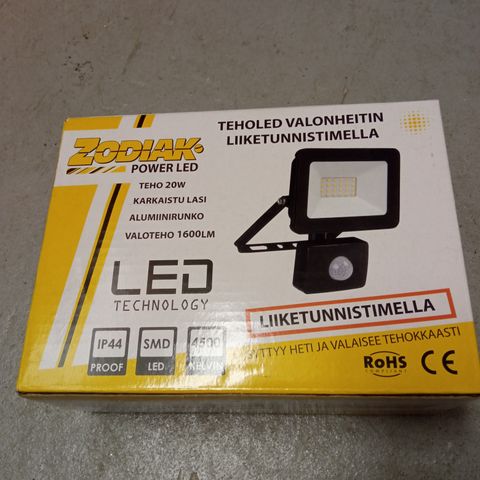 ZODIAK
POWER LED
TEHO 20W
KARKAISTU LASI
ALUMIINIRUNKO
VALOTEHO 1600LM
LED
TECHNOLOGY
IP44
PROOF
SMD
LED
4500
KELVIN
TEHOLED VALONHEITIN
LIIKETUNNISTIMELLA
LIIKETUNNISTIMELLA
HETI JA VALAISEE TEHOKKAASTI
RoHS
COMPLIANT
CE